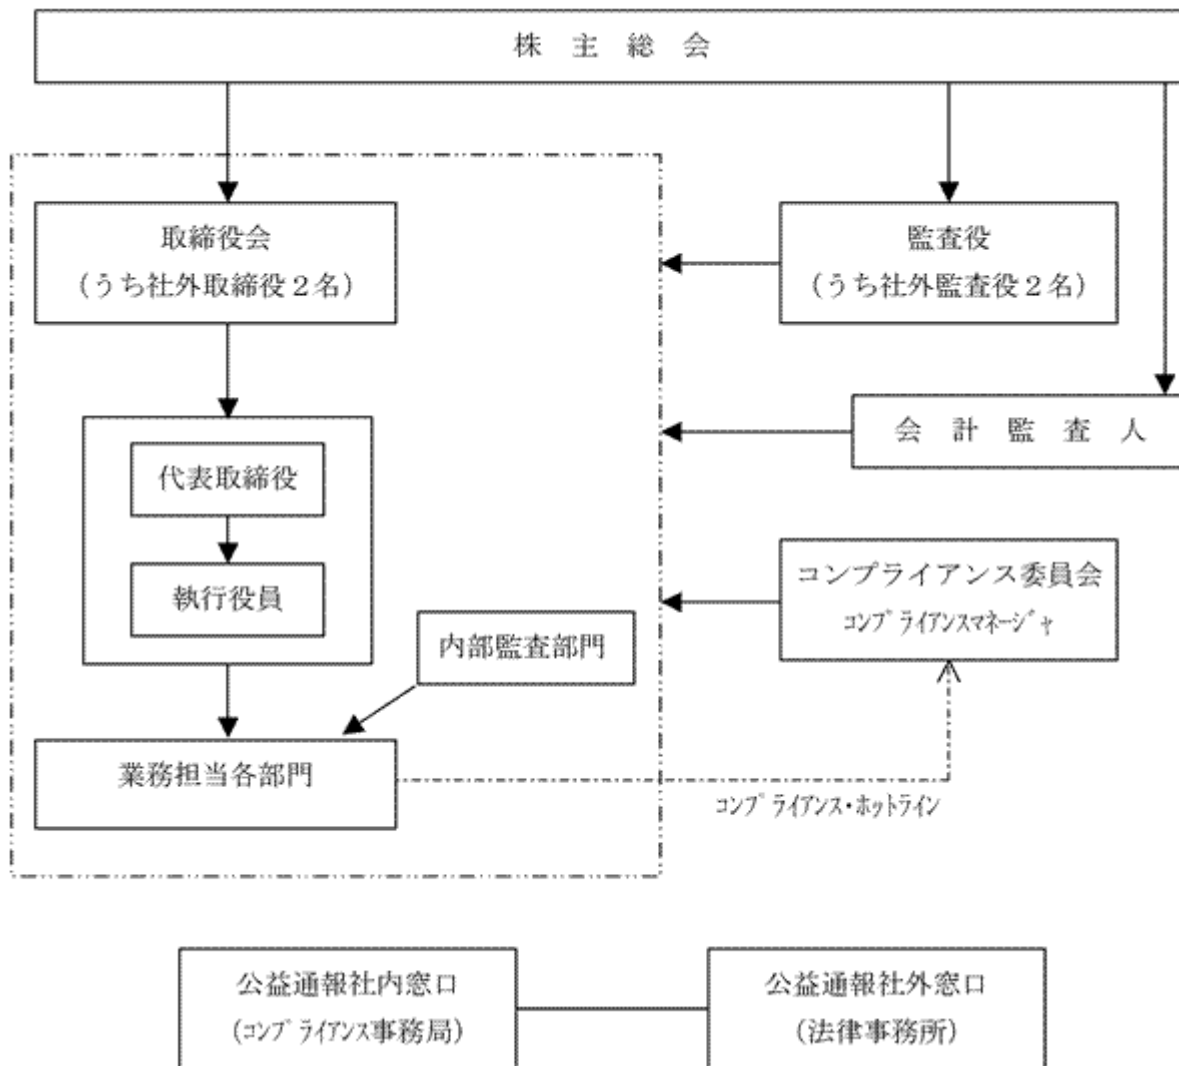 株 主 総 会
取締役会
(うち社外取締役２名)
監査役
(うち社外監査役２名)
会 計 監 査 人
代表取締役
執行役員
内部監査部門
コンプライアンス委員会
ｺﾝﾌﾟﾗｲｱﾝｽﾏﾈｰｼﾞｬ
業務担当各部門
ｺﾝﾌﾟﾗｲｱﾝｽ･ﾎｯﾄﾗｲﾝ
公益通報社内窓口
(ｺﾝﾌﾟﾗｲｱﾝｽ事務局)
公益通報社外窓口
(法律事務所)